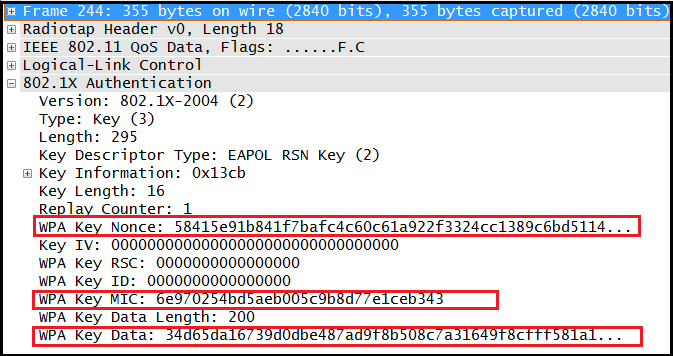 Frame 244: 355 bytes on wire (2840 bits), 355 bytes captured (2840 bits)
Radiotap Header v0, Length 18
IEEE 802.11 QoS Data, Flags: ......F.C
Logical-Link Control
802.1X Authentication
Version: 802.1X-2004 (2)
Type: Key (3)
Length: 295
Key Descriptor Type: EAPOL RSN Key (2)
Key Information: 0x13cb
Key Length: 16
Replay Counter: 1
WPA Key Nonce: 58415e91b841f7bafc4c60c61a922f3324cc1389c6bd5114...
Key IV: 00000000000000000000000000000000
WPA Key RSC: 0000000000000000
WPA Key ID: 0000000000000000
WPA Key MIC: 6e970254bd5aeb005c9b8d77e1ceb343
WPA Key Data Length: 200
WPA Key Data: 34d65da16739d0dbe487ad9f8b508c7a31649f8cfff581a1...